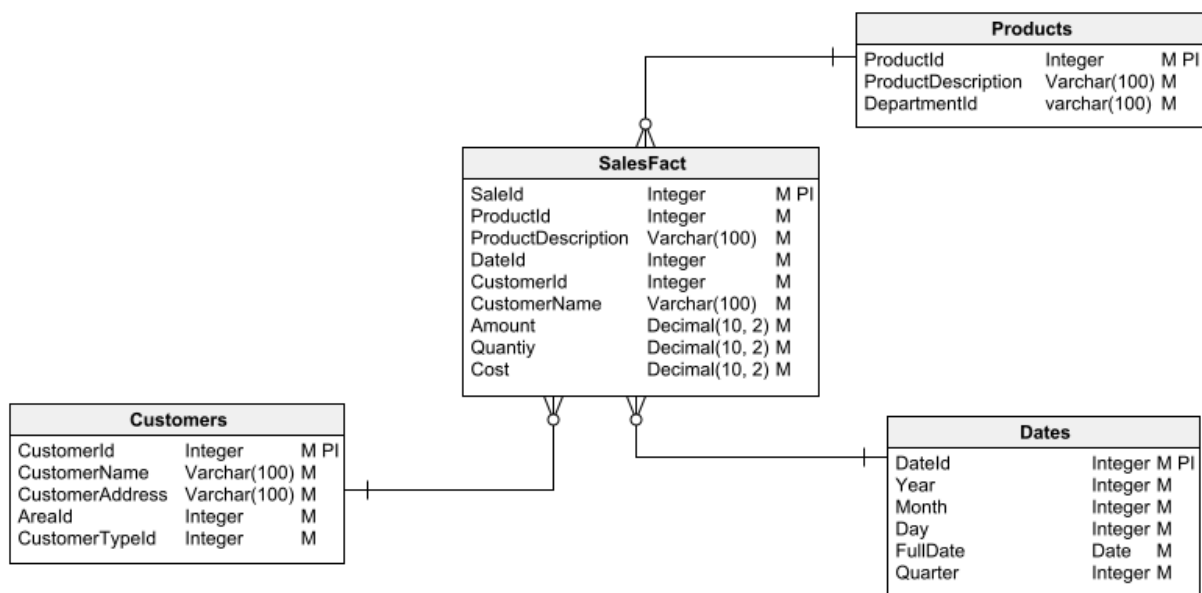 Products
ProductId Integer M PI
ProductDescription Varchar(100) M
DepartmentId varchar(100) M
SalesFact
SaleId Integer M PI
ProductId Integer M
ProductDescription Varchar(100) M
DateId Integer M
CustomerId Integer M
CustomerName Varchar(100) M
Amount Decimal(10, 2) M
Quantiy Decimal(10, 2) M
Cost Decimal(10, 2) M
Customers
CustomerId Integer M PI
CustomerName Varchar(100) M
CustomerAddress Varchar(100) M
AreaId Integer M
CustomerTypeId Integer M
Dates
DateId Integer M PI
Year Integer M
Month Integer M
Day Integer M
FullDate Date M
Quarter Integer M